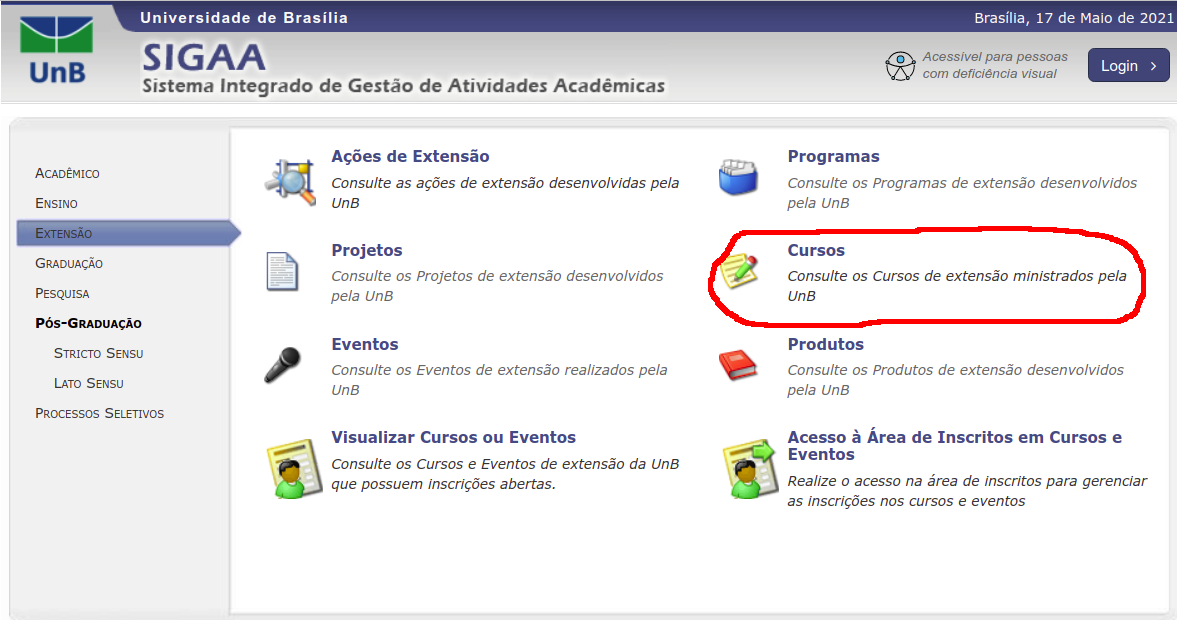 Universidade de Brasília
Brasília, 17 de Maio de 2021
UnB
SIGAA
Sistema Integrado de Gestão de Atividades Acadêmicas
Acessível para pessoas
com deficiência visual
Login >
Acadêmico
Ensino
Extensão
Graduação
Pesquisa
Pós-Graduação
Stricto Sensu
Lato Sensu
Processos Seletivos
Ações de Extensão
Consulte as ações de extensão desenvolvidas pela
UnB
Programas
Consulte os Programas de extensão desenvolvidos
pela UnB
Projetos
Consulte os Projetos de extensão desenvolvidos
pela UnB
Cursos
Consulte os Cursos de extensão ministrados pela
UnB
Eventos
Consulte os Eventos de extensão realizados pela
UnB
Produtos
Consulte os Produtos de extensão desenvolvidos
pela UnB
Visualizar Cursos ou Eventos
Consulte os Cursos e Eventos de extensão da UnB
que possuem inscrições abertas.
Acesso à Área de Inscritos em Cursos e
Eventos
Realize o acesso na área de inscritos para gerenciar
as inscrições nos cursos e eventos